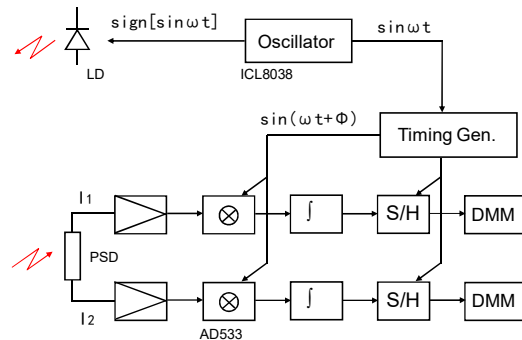 sign[sinωt]
Oscillator
sinωt
LD
ICL8038
sin(ωt+Φ)
Timing Gen.
I1
⊗
∫
S/H
DMM
PSD
I2
⊗
∫
S/H
DMM
AD533